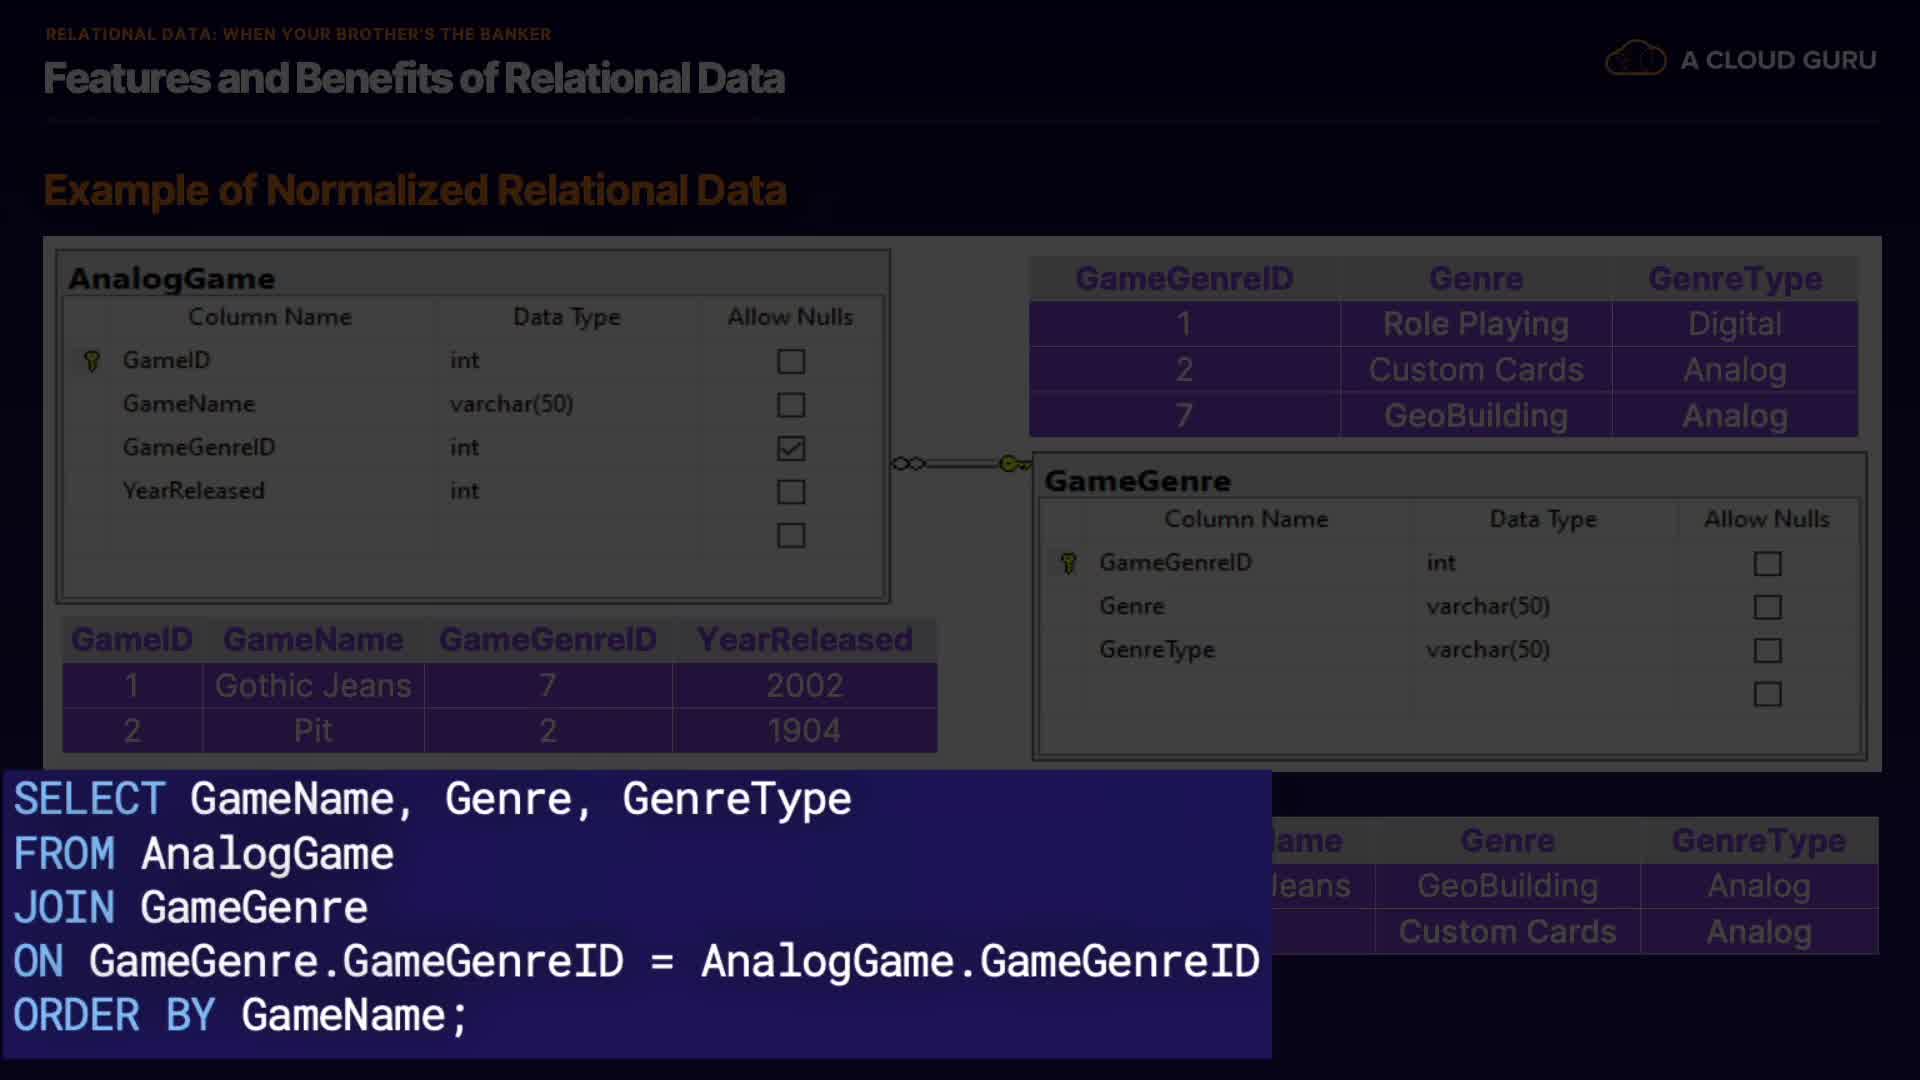 RELATIONAL DATA: WHEN YOUR BROTHER'S THE BANKER
Features and Benefits of Relational Data
A CLOUD GURU
Example of Normalized Relational Data
AnalogGame
Column Name Data Type Allow Nulls
GameID int
GameName varchar(50)
GameGenreID int
YearReleased int
GameGenreID Genre GenreType
1 Role Playing Digital
2 Custom Cards Analog
7 GeoBuilding Analog
GameGenre
Column Name Data Type Allow Nulls
GameGenreID int
Genre varchar(50)
GenreType varchar(50)
GameID GameName GameGenreID YearReleased
1 Gothic Jeans 7 2002
2 Pit 2 1904
SELECT GameName, Genre, GenreType
FROM AnalogGame
JOIN GameGenre
ON GameGenre.GameGenreID = AnalogGame.GameGenreID
ORDER BY GameName;
ame Genre GenreType
Jeans GeoBuilding Analog
Custom Cards Analog